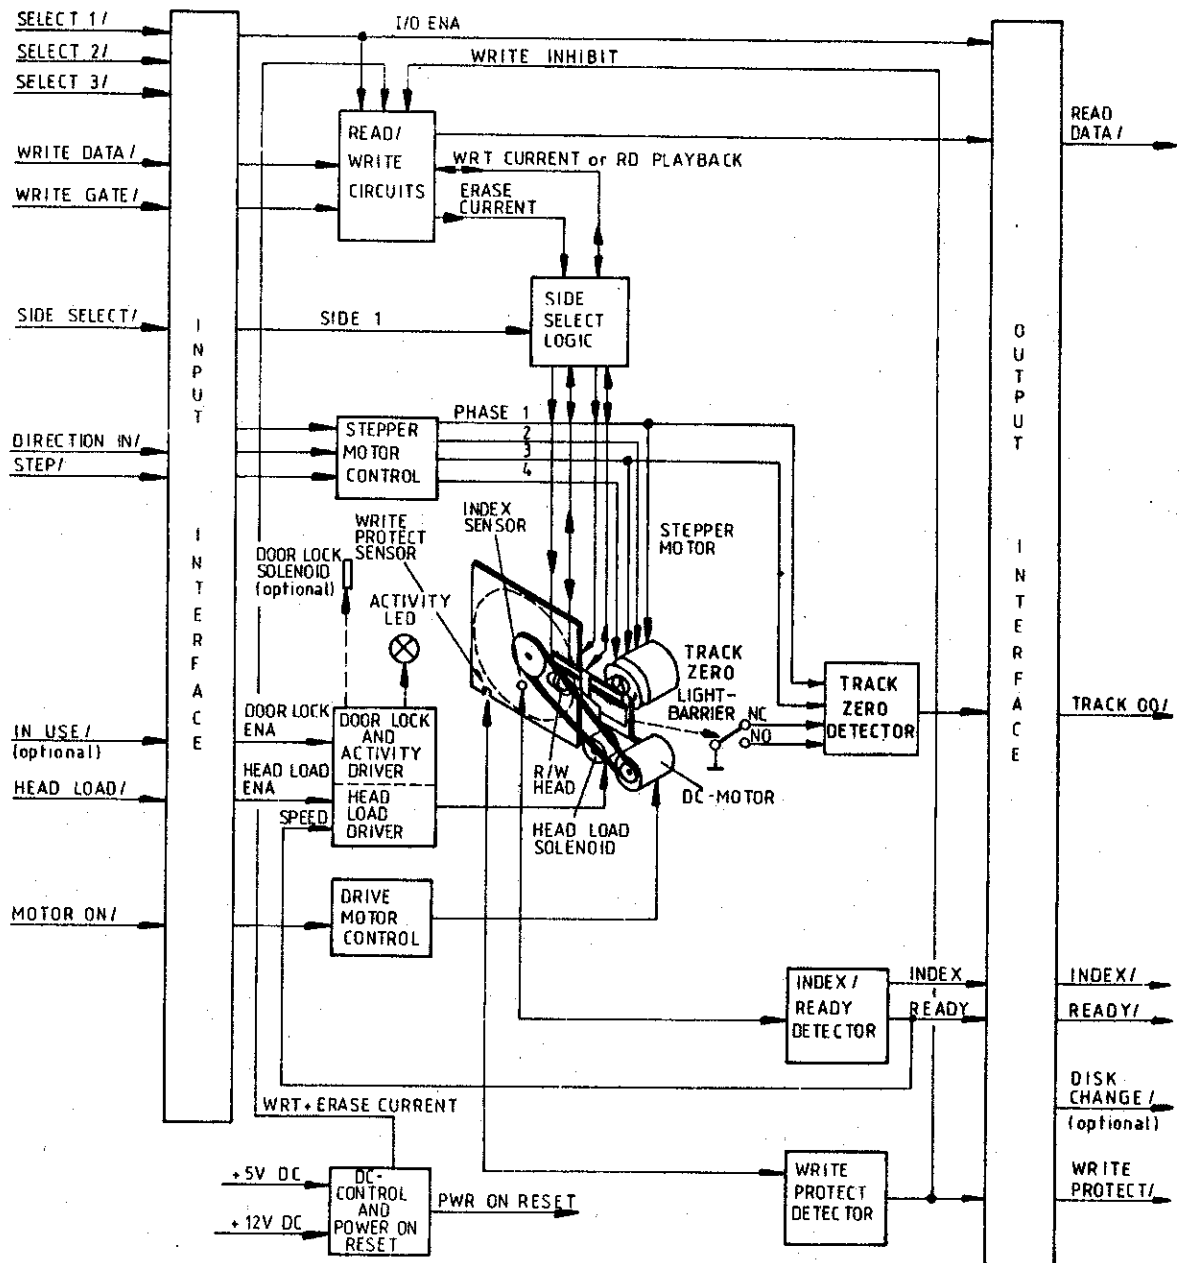 SELECT 1/
SELECT 2/
SELECT 3/
I/O ENA
WRITE INHIBIT
READ/
WRITE
CIRCUITS
READ
DATA/
WRITE DATA/
WRITE GATE/
WRT CURRENT or RD PLAYBACK
ERASE
CURRENT
SIDE
SELECT
LOGIC
SIDE SELECT/
SIDE 1
INPUT
INTERFACE
OUTPUT
INTERFACE
PHASE 1
2
3
4
STEPPER
MOTOR
CONTROL
DIRECTION IN/
STEP/
INDEX
SENSOR
WRITE
PROTECT
SENSOR
STEPPER
MOTOR
DOOR LOCK
SOLENOID
(optional)
ACTIVITY
LED
TRACK
ZERO
LIGHT-
BARRIER
NC
NO
TRACK
ZERO
DETECTOR
TRACK 00/
DOOR LOCK
ENA
DOOR LOCK
AND
ACTIVITY
DRIVER
IN USE/
(optional)
HEAD LOAD/
HEAD LOAD
ENA
HEAD
LOAD
DRIVER
SPEED
R/W
HEAD
HEAD LOAD
SOLENOID
DC-MOTOR
MOTOR ON/
DRIVE
MOTOR
CONTROL
INDEX/
READY
DETECTOR
INDEX
READY
INDEX/
READY/
DISK
CHANGE/
(optional)
WRT+ERASE CURRENT
+5V DC
+12V DC
DC-
CONTROL
AND
POWER ON
RESET
PWR ON RESET
WRITE
PROTECT
DETECTOR
WRITE
PROTECT/